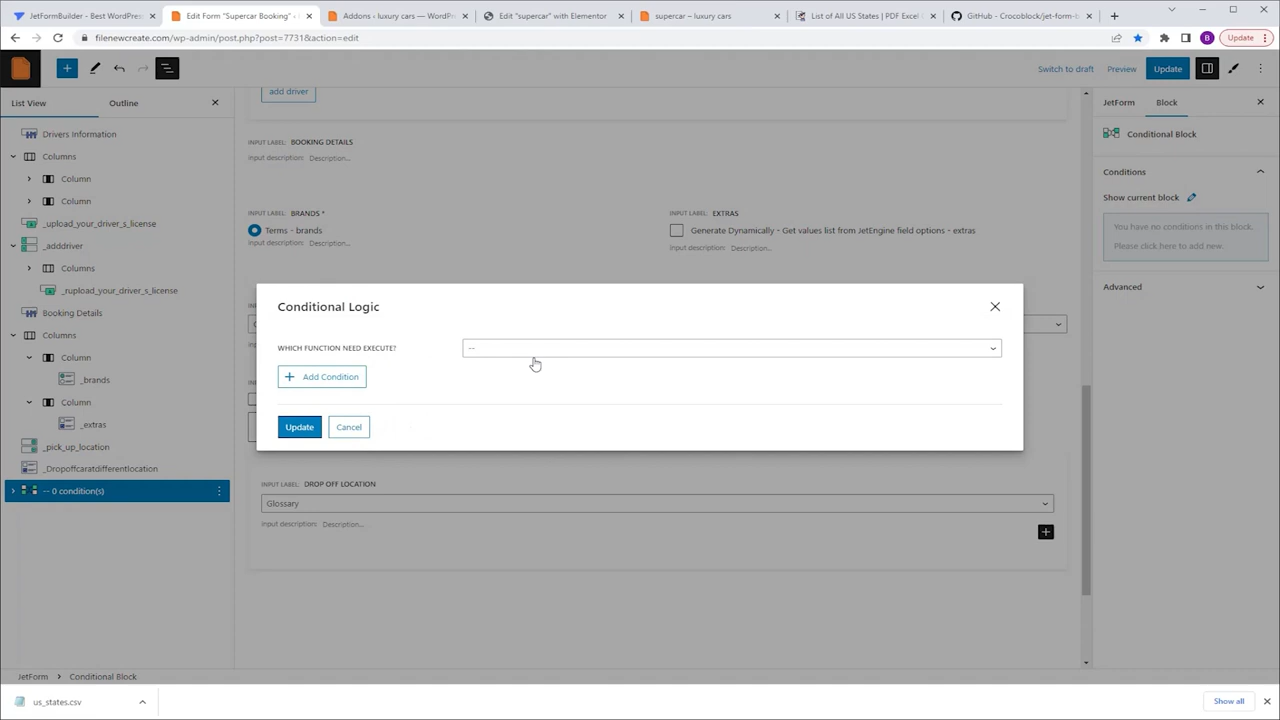 JetFormBuilder - Best WordPress
Edit Form "Supercar Booking" ‹
Addons ‹ luxury cars — WordPr
Edit "supercar" with Elementor
supercar – luxury cars
List of All US States | PDF Excel
GitHub - Crocoblock/jet-form-b
filenewcreate.com/wp-admin/post.php?post=7731&action=edit
B
Update
Switch to draft
Preview
Update
List View
Outline
JetForm
Block
add driver
Drivers Information
Columns
Column
Column
_upload_your_driver_s_license
_adddriver
Columns
_rupload_your_driver_s_license
Booking Details
Columns
Column
_brands
Column
_extras
_pick_up_location
_Dropoffcaratdifferentlocation
-- 0 condition(s)
INPUT LABEL: BOOKING DETAILS
input description: Description...
INPUT LABEL: BRANDS *
Terms - brands
input description: Description...
INPUT LABEL: EXTRAS
Generate Dynamically - Get values list from JetEngine field options - extras
input description: Description...
Conditional Logic
WHICH FUNCTION NEED EXECUTE?
--
Add Condition
Update
Cancel
INPUT LABEL: DROP OFF LOCATION
Glossary
input description: Description...
Conditional Block
Conditions
Show current block
You have no conditions in this block.
Please click here to add new.
Advanced
JetForm
Conditional Block
us_states.csv
Show all